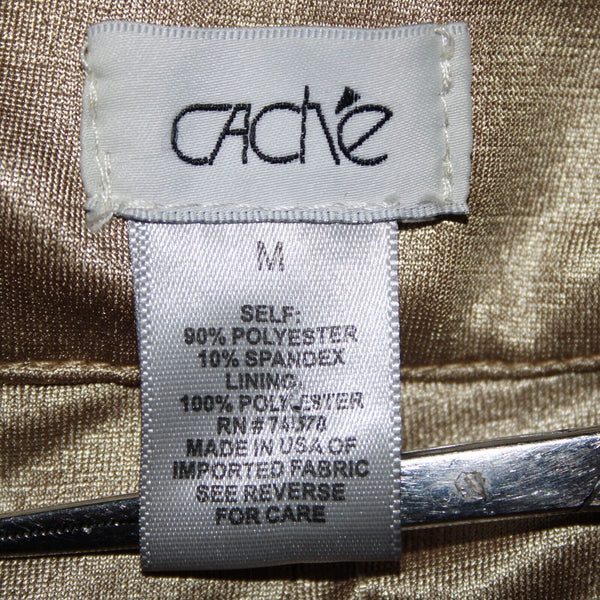 CAChé
M
SELF:
90% POLYESTER
10% SPANDEX
LINING:
100% POLYESTER
RN #
MADE IN USA OF
IMPORTED FABRIC
SEE REVERSE
FOR CARE